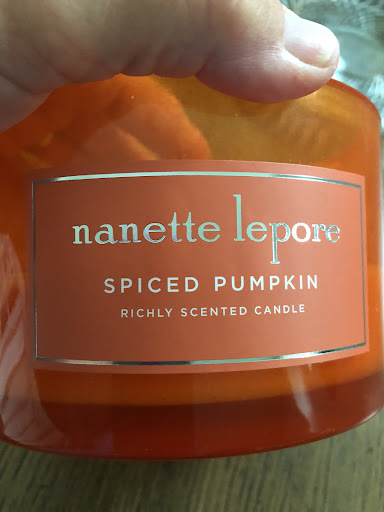 nanette lepore
SPICED PUMPKIN
RICHLY SCENTED CANDLE